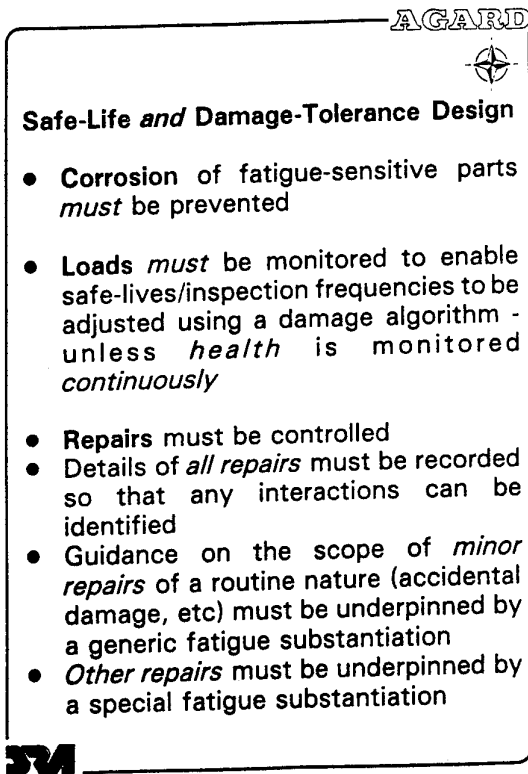 AGARD
Safe-Life and Damage-Tolerance Design
● Corrosion of fatigue-sensitive parts
must be prevented
● Loads must be monitored to enable
safe-lives/inspection frequencies to be
adjusted using a damage algorithm -
unless health is monitored
continuously
● Repairs must be controlled
● Details of all repairs must be recorded
so that any interactions can be
identified
● Guidance on the scope of minor
repairs of a routine nature (accidental
damage, etc) must be underpinned by
a generic fatigue substantiation
● Other repairs must be underpinned by
a special fatigue substantiation